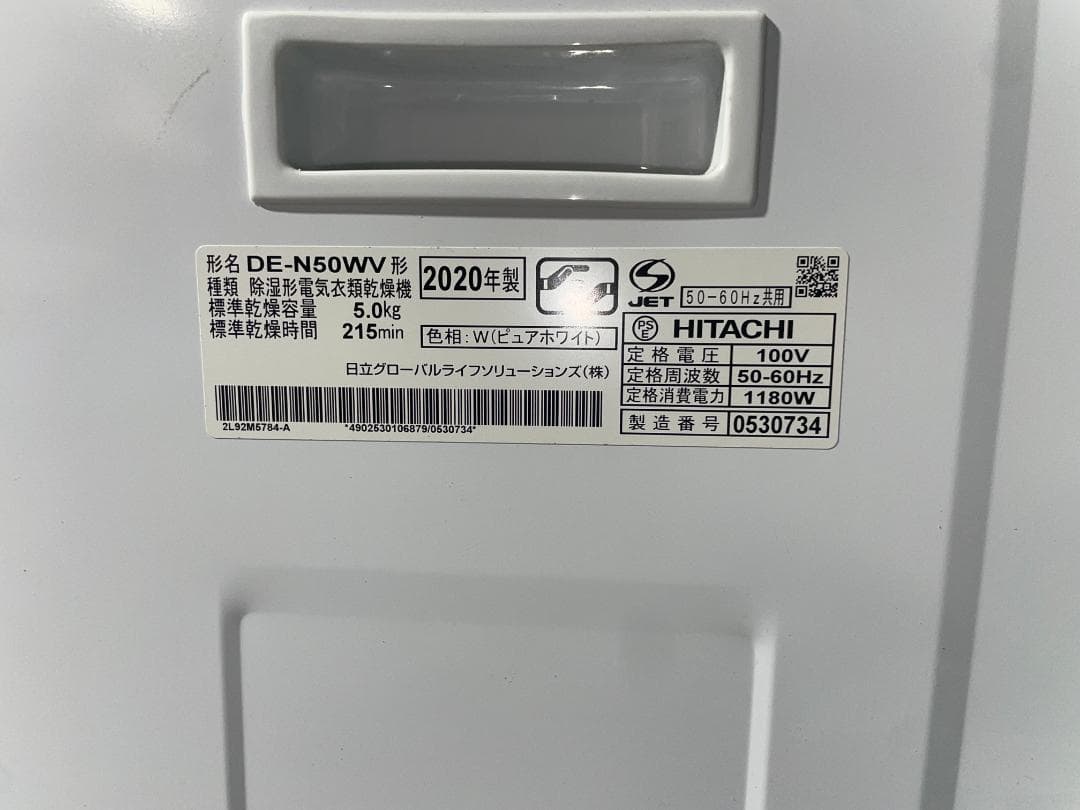 形名 DE-N50WV 形
種類 除湿形電気衣類乾燥機
標準乾燥容量 5.0kg
標準乾燥時間 215min
2020年製
色相:W(ピュアホワイト)
日立グローバルライフソリューションズ(株)
2L92M5784-A
*4902530106879/0530734*
S
JET
50-60Hz共用
PS
E
HITACHI
定格電圧 100V
定格周波数 50-60Hz
定格消費電力 1180W
製造番号 0530734